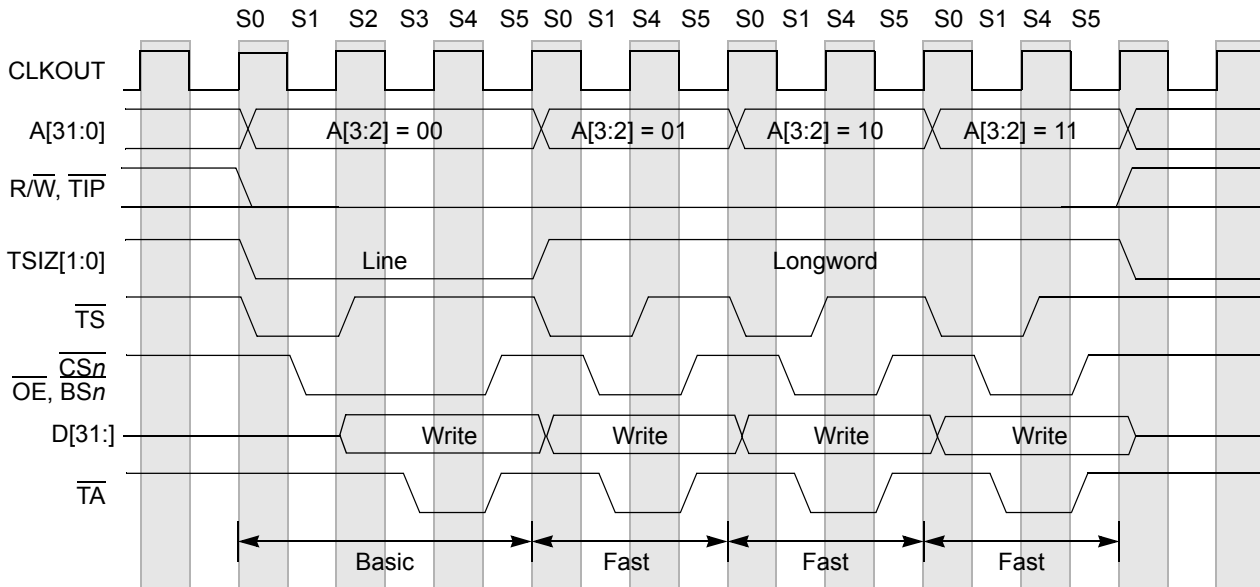 S0 S1 S2 S3 S4 S5 S0 S1 S4 S5 S0 S1 S4 S5 S0 S1 S4 S5
CLKOUT
A[31:0] A[3:2] = 00 A[3:2] = 01 A[3:2] = 10 A[3:2] = 11
R/W, TIP
TSIZ[1:0] Line Longword
TS
CSn
OE, BSn
D[31:] Write Write Write Write
TA
Basic Fast Fast Fast